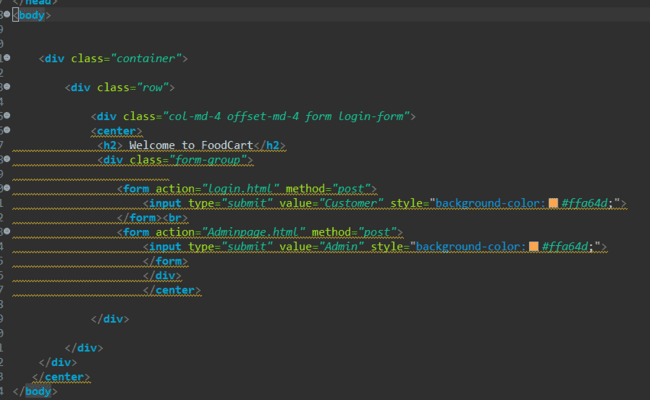 </head>
<body>
<div class="container">
<div class="row">
<div class="col-md-4 offset-md-4 form login-form">
<center>
<h2> Welcome to FoodCart</h2>
<div class="form-group">
<form action="Login.html" method="post">
<input type="submit" value="Customer" style="background-color:#ffa64d;">
</form><br>
<form action="Adminpage.html" method="post">
<input type="submit" value="Admin" style="background-color:#ffa64d;">
</form>
</div>
</center>
</div>
</div>
</div>
</center>
</body>